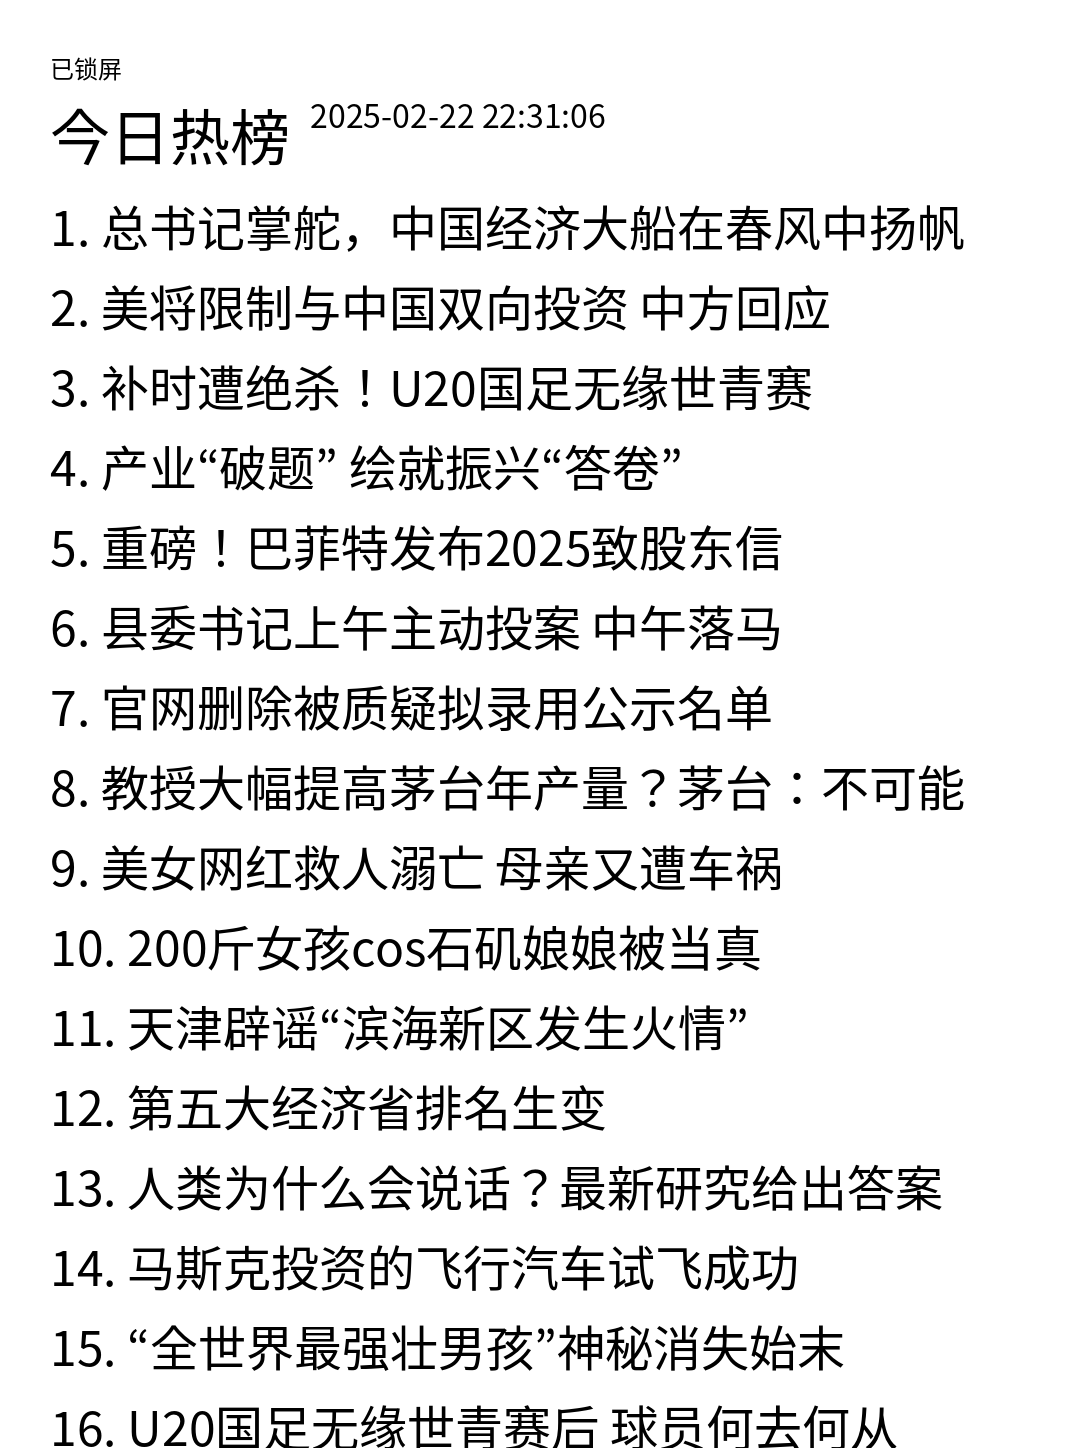 已锁屏
今日热榜 2025-02-22 22:31:06
1. 总书记掌舵，中国经济大船在春风中扬帆
2. 美将限制与中国双向投资 中方回应
3. 补时遭绝杀！U20国足无缘世青赛
4. 产业“破题” 绘就振兴“答卷”
5. 重磅！巴菲特发布2025致股东信
6. 县委书记上午主动投案 中午落马
7. 官网删除被质疑拟录用公示名单
8. 教授大幅提高茅台年产量？茅台：不可能
9. 美女网红救人溺亡 母亲又遭车祸
10. 200斤女孩cos石矶娘娘被当真
11. 天津辟谣“滨海新区发生火情”
12. 第五大经济省排名生变
13. 人类为什么会说话？最新研究给出答案
14. 马斯克投资的飞行汽车试飞成功
15. “全世界最强壮男孩”神秘消失始末
16. U20国足无缘世青赛后 球员何去何从